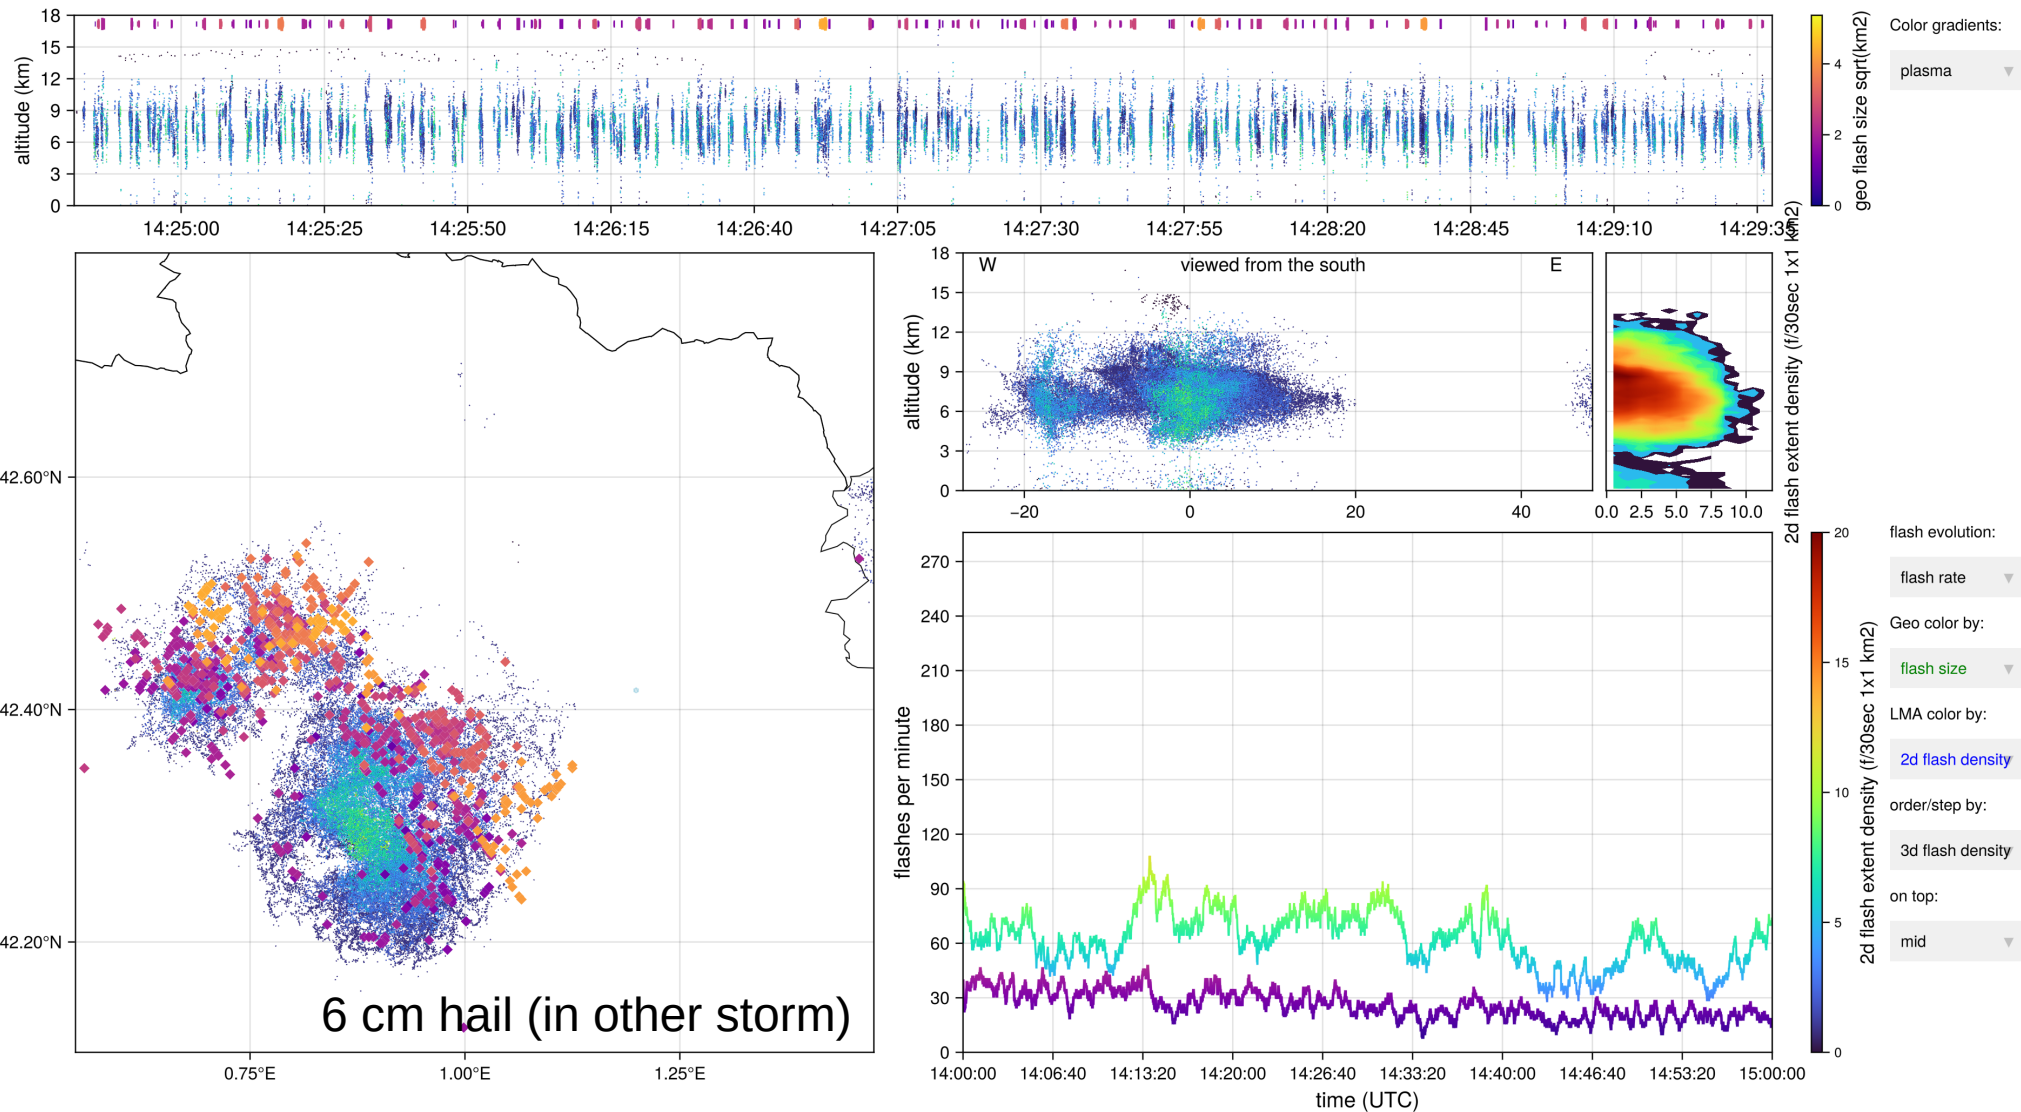 18
15
12
9
6
3
0
altitude (km)
14:25:00
14:25:25
14:25:50
14:26:15
14:26:40
14:27:05
14:27:30
14:27:55
14:28:20
14:28:45
14:29:10
14:29:35
4
2
0
geo flash size sqrt(km2)
Color gradients:
plasma
42.60°N
42.40°N
42.20°N
0.75°E
1.00°E
1.25°E
6 cm hail (in other storm)
W
viewed from the south
E
18
15
12
9
6
3
0
altitude (km)
−20
0
20
40
0.0
2.5
5.0
7.5
10.0
2d flash extent density (f/30sec 1x1 km2)
270
240
210
180
150
120
90
60
30
0
flashes per minute
14:00:00
14:06:40
14:13:20
14:20:00
14:26:40
14:33:20
14:40:00
14:46:40
14:53:20
15:00:00
time (UTC)
20
15
10
5
0
2d flash extent density (f/30sec 1x1 km2)
flash evolution:
flash rate
Geo color by:
flash size
LMA color by:
2d flash density
order/step by:
3d flash density
on top:
mid